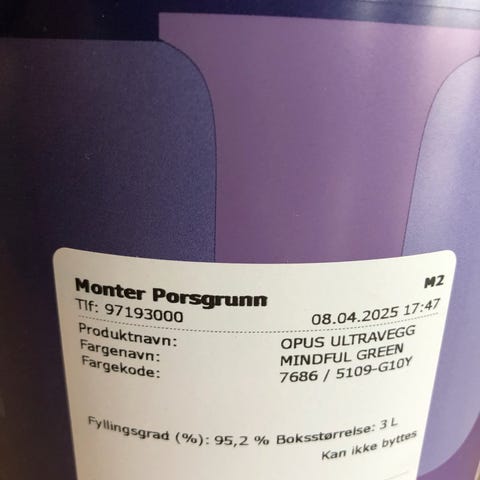 Monter Porsgrunn M2
Tlf: 97193000 08.04.2025 17:47
Produktnavn: OPUS ULTRAVEGG
Fargenavn: MINDFUL GREEN
Fargekode: 7686 / 5109-G10Y
Fyllingsgrad (%): 95,2 % Boksstørrelse: 3 L
Kan ikke byttes